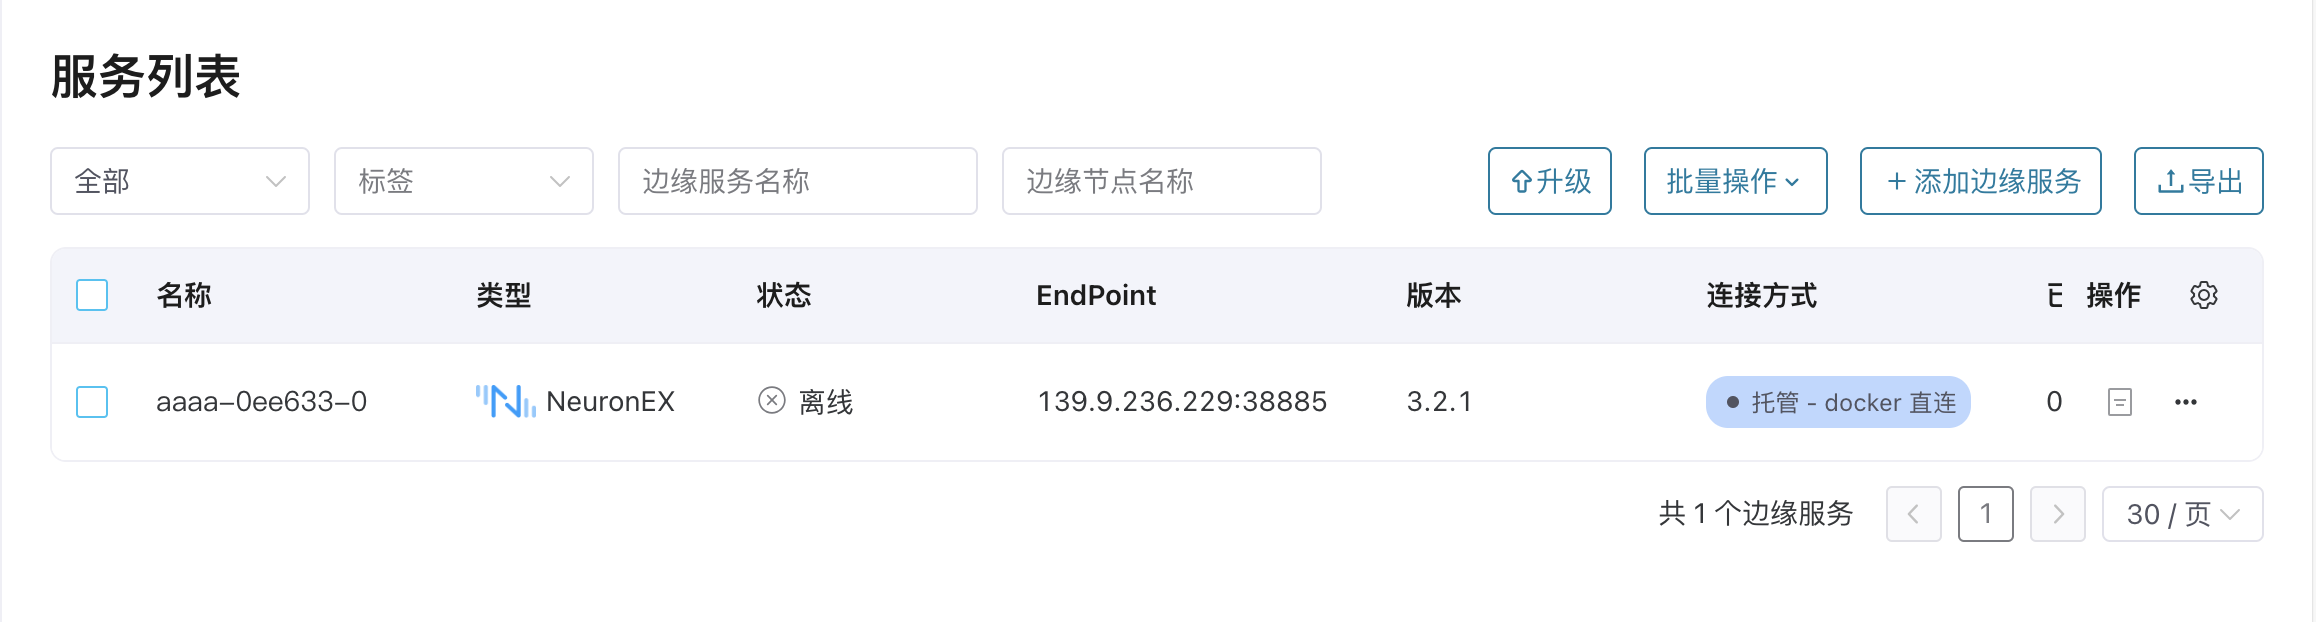 服务列表
全部 标签 边缘服务名称 边缘节点名称 升级 批量操作 + 添加边缘服务 导出
名称 类型 状态 EndPoint 版本 连接方式 操作
aaaa-0ee633-0 NeuronEX 离线 139.9.236.229:38885 3.2.1 托管 - docker 直连 0
共 1 个边缘服务 1 30 / 页